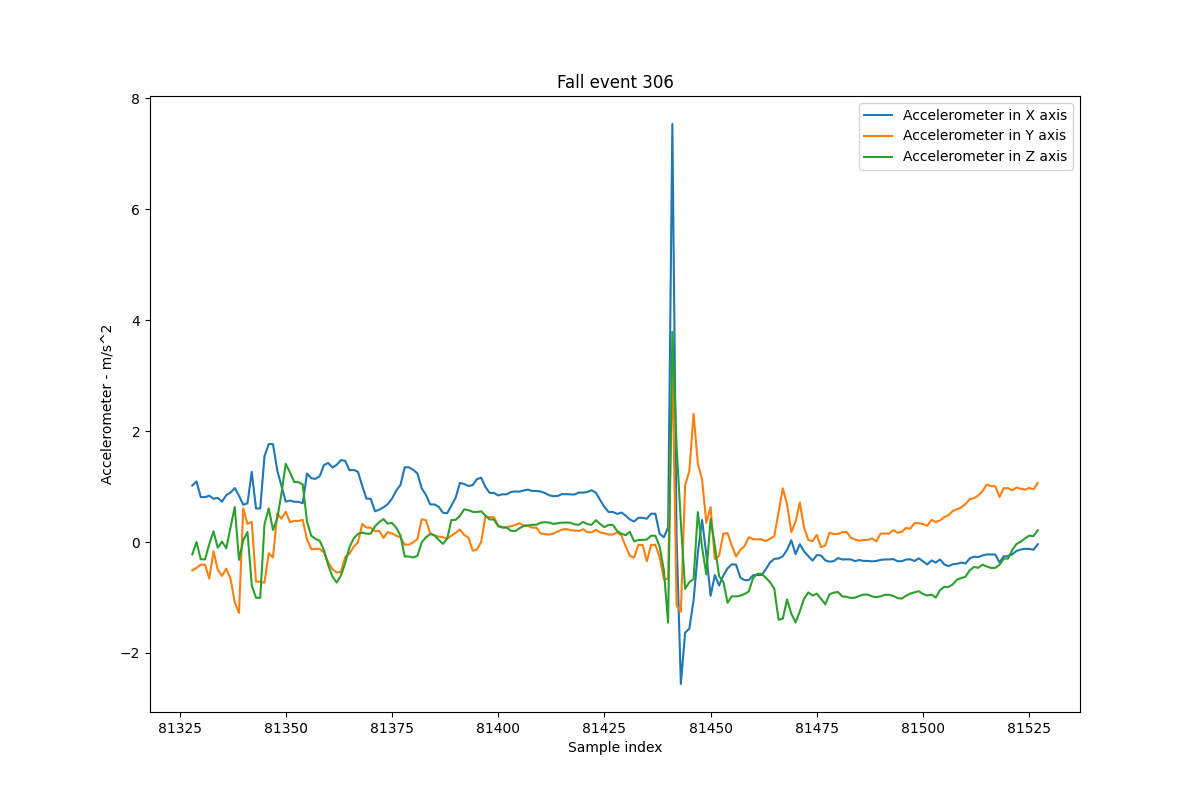 Fall event 306
Accelerometer in X axis
Accelerometer in Y axis
Accelerometer in Z axis
Accelerometer - m/s^2
8
6
4
2
0
−2
81325 81350 81375 81400 81425 81450 81475 81500 81525
Sample index